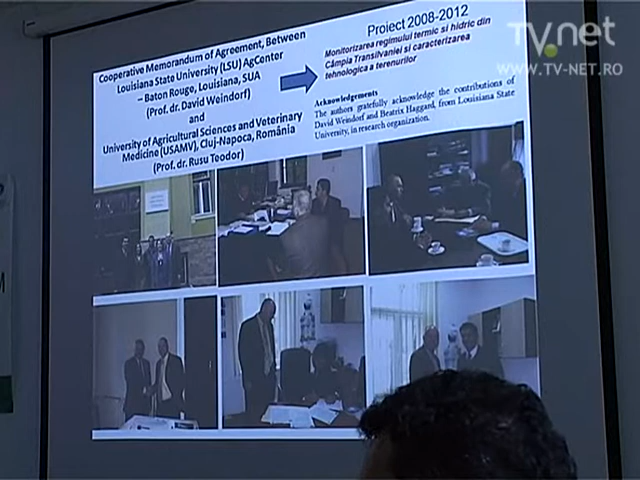 Cooperative Memorandum of Agreement, Between
Louisiana State University (LSU) AgCenter
– Baton Rouge, Louisiana, SUA
(Prof. dr. David Weindorf)
and
University of Agricultural Sciences and Veterinary
Medicine (USAMV), Cluj-Napoca, România
(Prof. dr. Rusu Teodor)
Proiect 2008-2012
Monitorizarea regimului termic si hidric din
Câmpia Transilvaniei si caracterizarea
tehnologica a terenurilor
Acknowledgements
The authors gratefully acknowledge the contributions of
David Weindorf and Beatrix Haggard, from Louisiana State
University, in research organization.
tv.net
WWW.TV-NET.RO
M